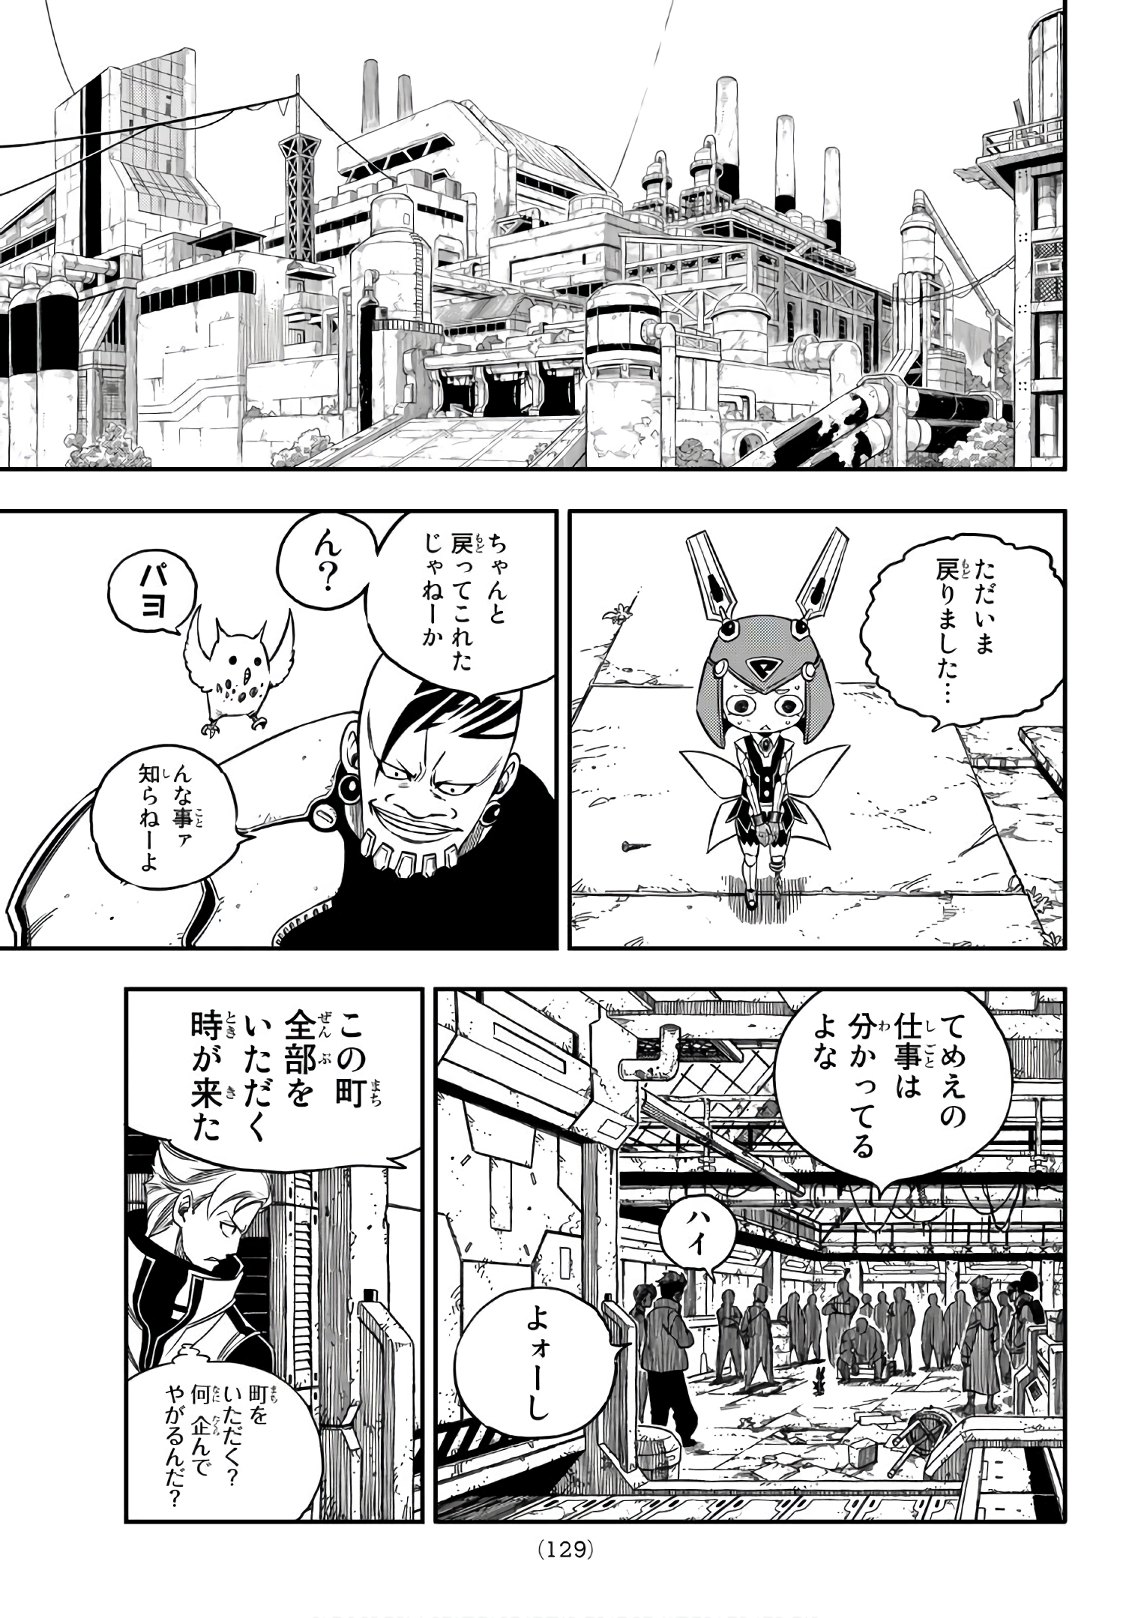 ただいま
戻りました…
ちゃんと
戻ってこれた
じゃねーか
ん？
パヨ
んな事ァ
知らねーよ
てめえの
仕事は
分かってる
よな
ハイ
よォーし
この町
全部を
いただく
時が来た
町を
いただく？
何企んで
やがるんだ？
(129)